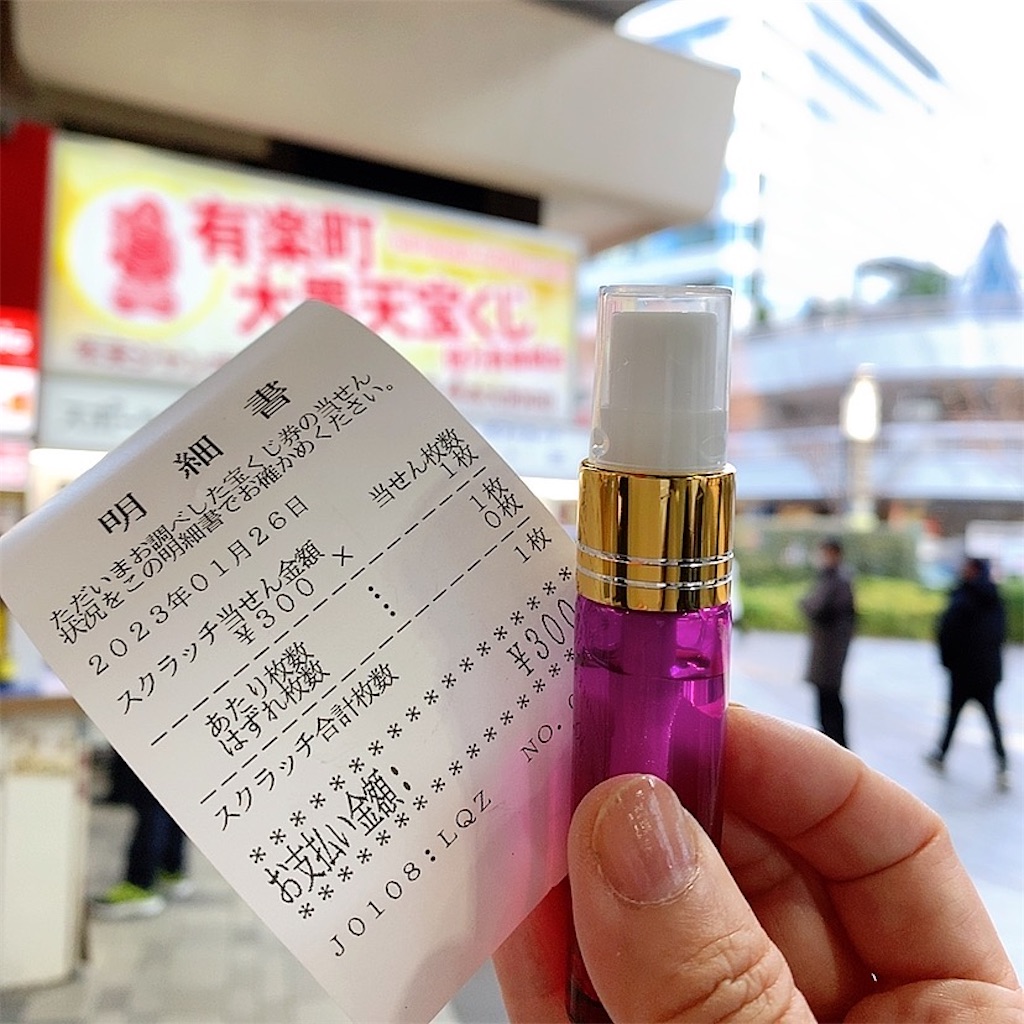 有楽町
大黒天宝くじ
明 細 書
ただいまお調べした宝くじ券の当せん
状況をこの明細書でお確かめください。
2023年01月26日
スクラッチ当せん金額 当せん枚数
¥300 × 1枚
------------------------
あたり枚数 : 1枚
はずれ枚数 : 0枚
------------------------
スクラッチ合計枚数 1枚
************************
お支払い金額: ¥300
************************
J0108:LQZ NO.